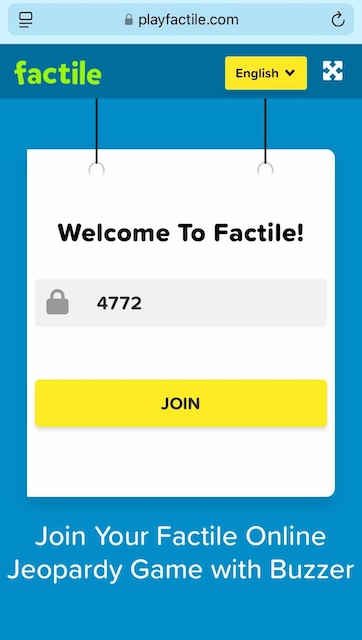 playfactile.com
factile
English
Welcome To Factile!
4772
JOIN
Join Your Factile Online
Jeopardy Game with Buzzer